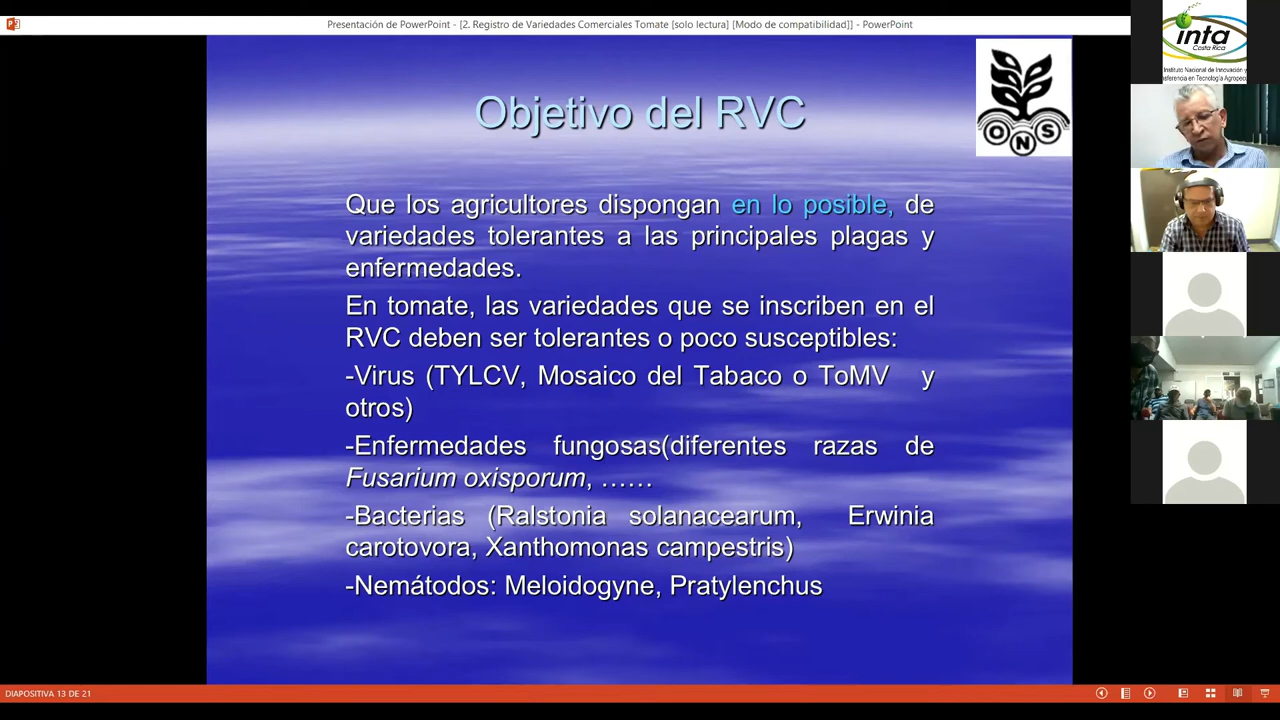 Presentación de PowerPoint - [2. Registro de Variedades Comerciales Tomate [solo lectura] [Modo de compatibilidad]] - PowerPoint
inta
Costa Rica
Instituto Nacional de Innovación y
nsferencia en Tecnología Agropec
ONS
Objetivo del RVC
Que los agricultores dispongan en lo posible, de
variedades tolerantes a las principales plagas y
enfermedades.
En tomate, las variedades que se inscriben en el
RVC deben ser tolerantes o poco susceptibles:
-Virus (TYLCV, Mosaico del Tabaco o ToMV y
otros)
-Enfermedades fungosas(diferentes razas de
Fusarium oxisporum, ……
-Bacterias (Ralstonia solanacearum, Erwinia
carotovora, Xanthomonas campestris)
-Nemátodos: Meloidogyne, Pratylenchus
DIAPOSITIVA 13 DE 21